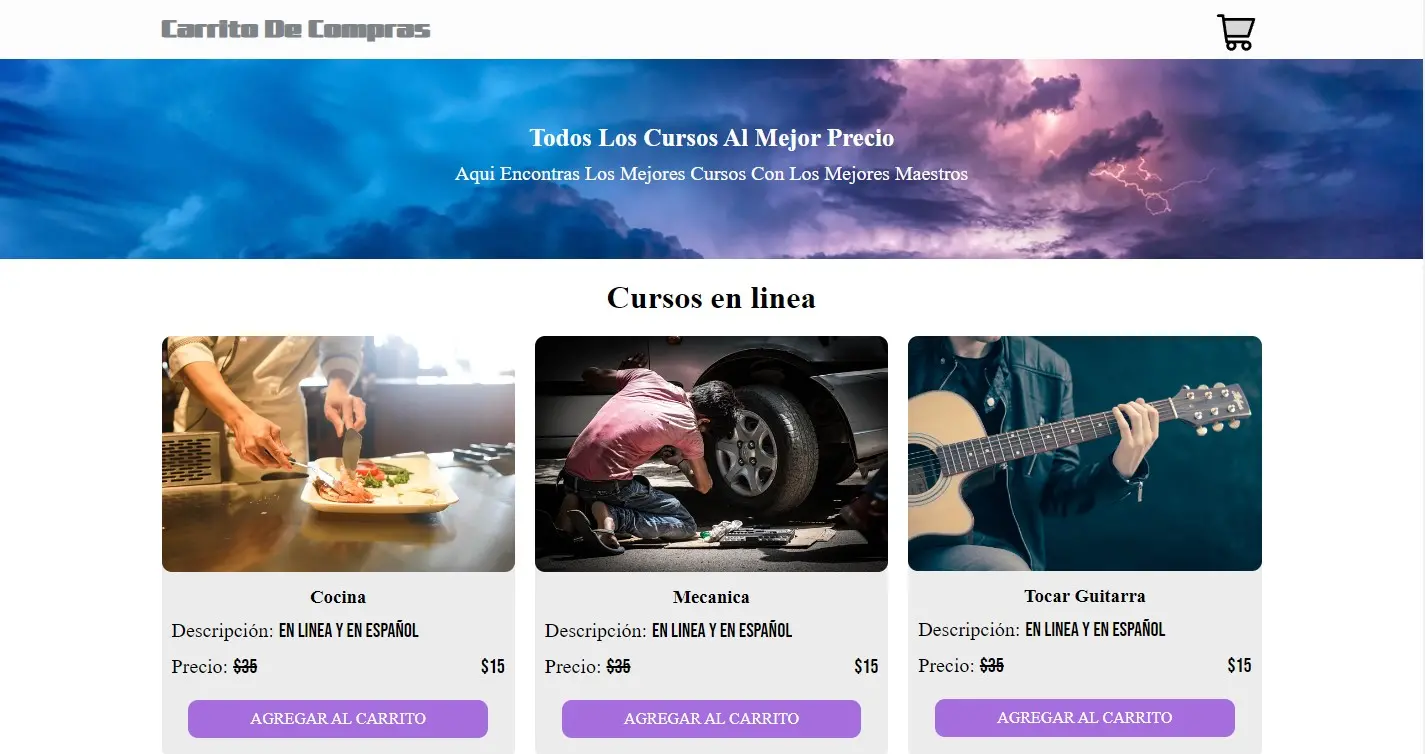 Carrito De Compras
Todos Los Cursos Al Mejor Precio
Aqui Encontras Los Mejores Cursos Con Los Mejores Maestros
Cursos en linea
Cocina
Descripción: EN LINEA Y EN ESPAÑOL
Precio: $35 $15
AGREGAR AL CARRITO
Mecanica
Descripción: EN LINEA Y EN ESPAÑOL
Precio: $35 $15
AGREGAR AL CARRITO
Tocar Guitarra
Descripción: EN LINEA Y EN ESPAÑOL
Precio: $35 $15
AGREGAR AL CARRITO